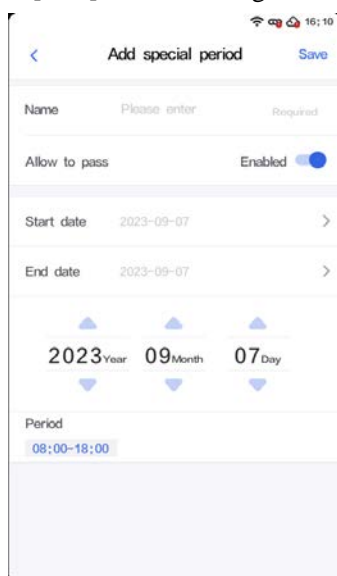 16:10
Add special period Save
Name Please enter Required
Allow to pass Enabled
Start date 2023-09-07
End date 2023-09-07
2023Year 09Month 07Day
Period
08:00-18:00